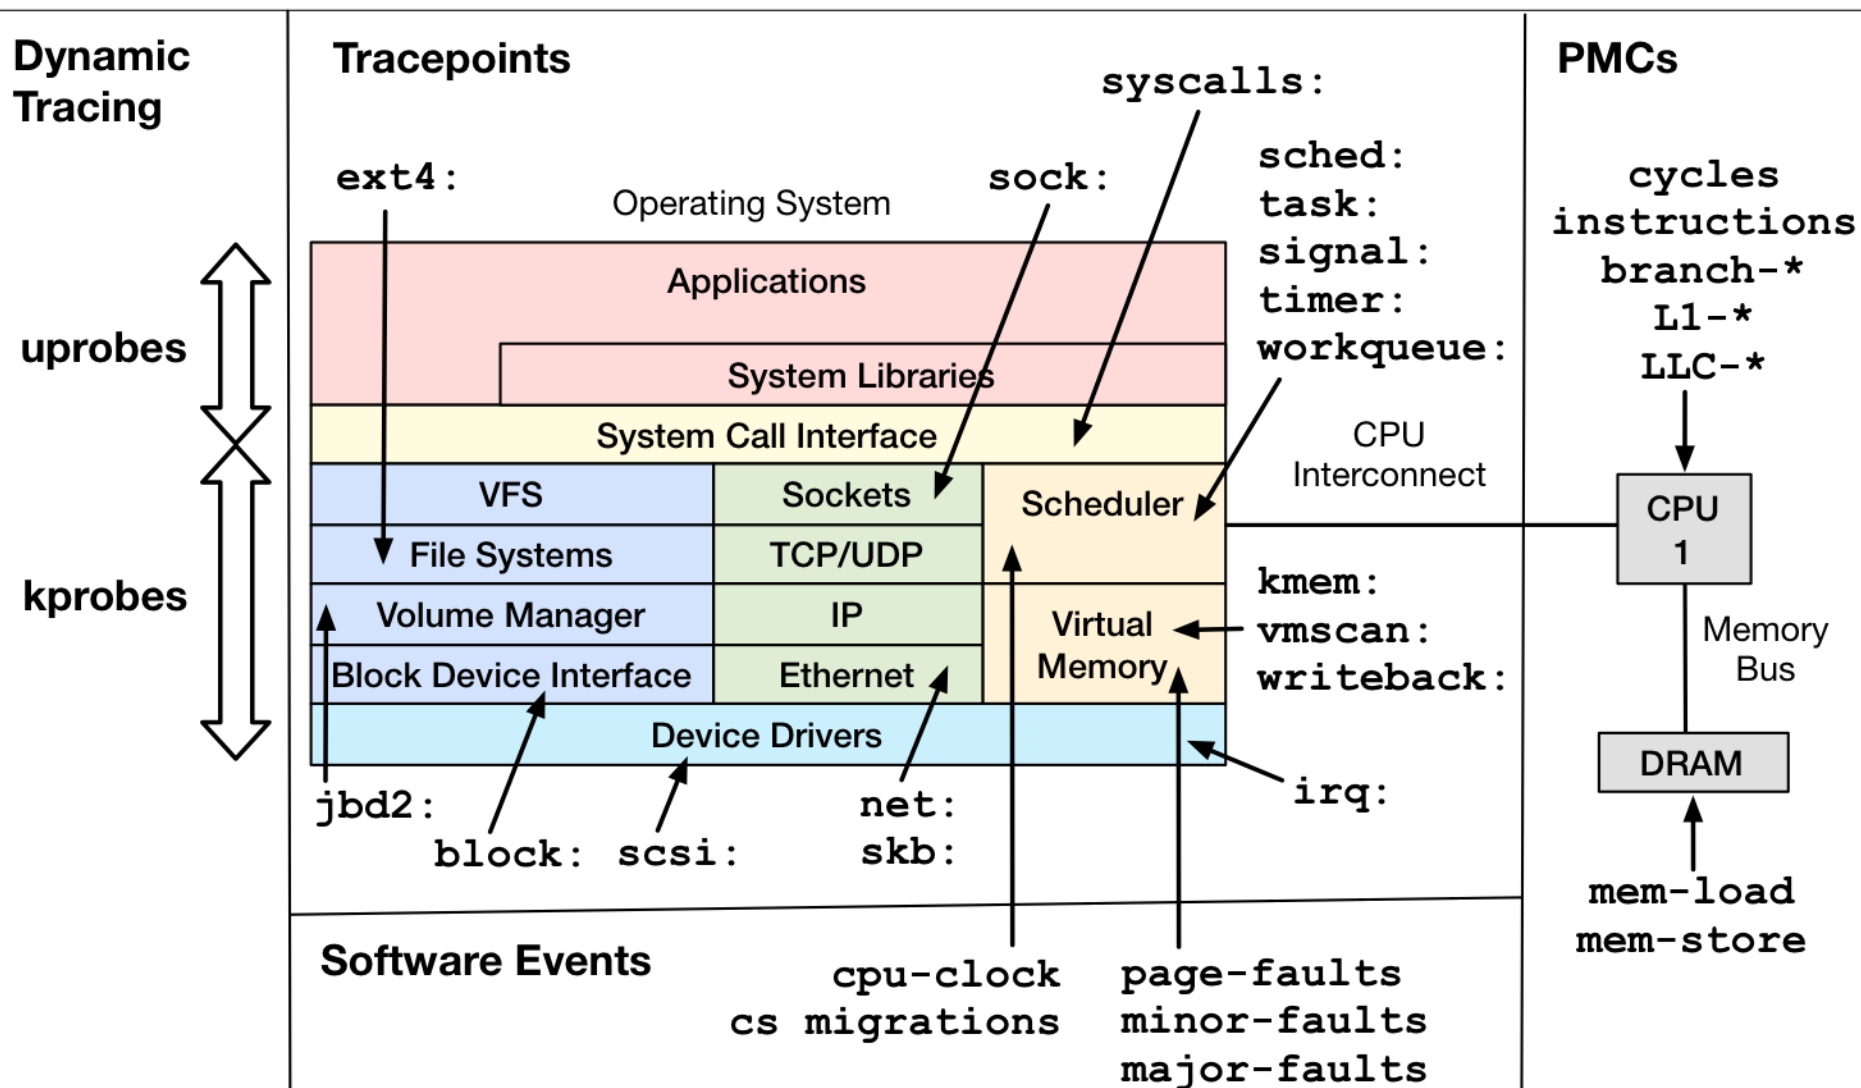 Dynamic
Tracing
uprobes
kprobes
Tracepoints
syscalls:
ext4:
Operating System
sock:
sched:
task:
signal:
timer:
workqueue:
Applications
System Libraries
System Call Interface
VFS
Sockets
Scheduler
File Systems
TCP/UDP
Volume Manager
IP
Virtual
Memory
Block Device Interface
Ethernet
Device Drivers
CPU
Interconnect
kmem:
vmscan:
writeback:
irq:
jbd2:
block:
scsi:
net:
skb:
Software Events
cpu-clock
cs migrations
page-faults
minor-faults
major-faults
PMCs
cycles
instructions
branch-*
L1-*
LLC-*
CPU
1
Memory
Bus
DRAM
mem-load
mem-store